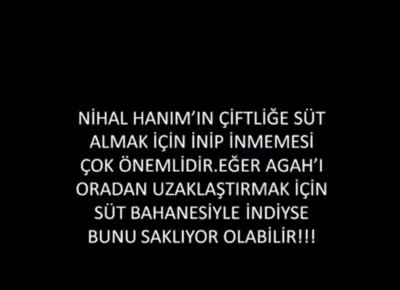 NİHAL HANIM’IN ÇİFTLİĞE SÜT
ALMAK İÇİN İNİP İNMEMESİ
ÇOK ÖNEMLİDİR.EĞER AGAH’I
ORADAN UZAKLAŞTIRMAK İÇİN
SÜT BAHANESİYLE İNDİYSE
BUNU SAKLIYOR OLABİLİR!!!